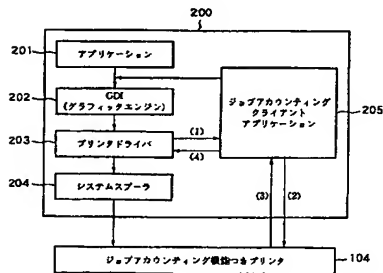 200
201
アプリケーション
202
GDI
(グラフィックエンジン)
203
プリンタドライバ
204
システムスプーラ
ジョブアカウンティング
クライアント
アプリケーション
205
(1)
(4)
(3)
(2)
ジョブアカウンティング機能つきプリンタ
104